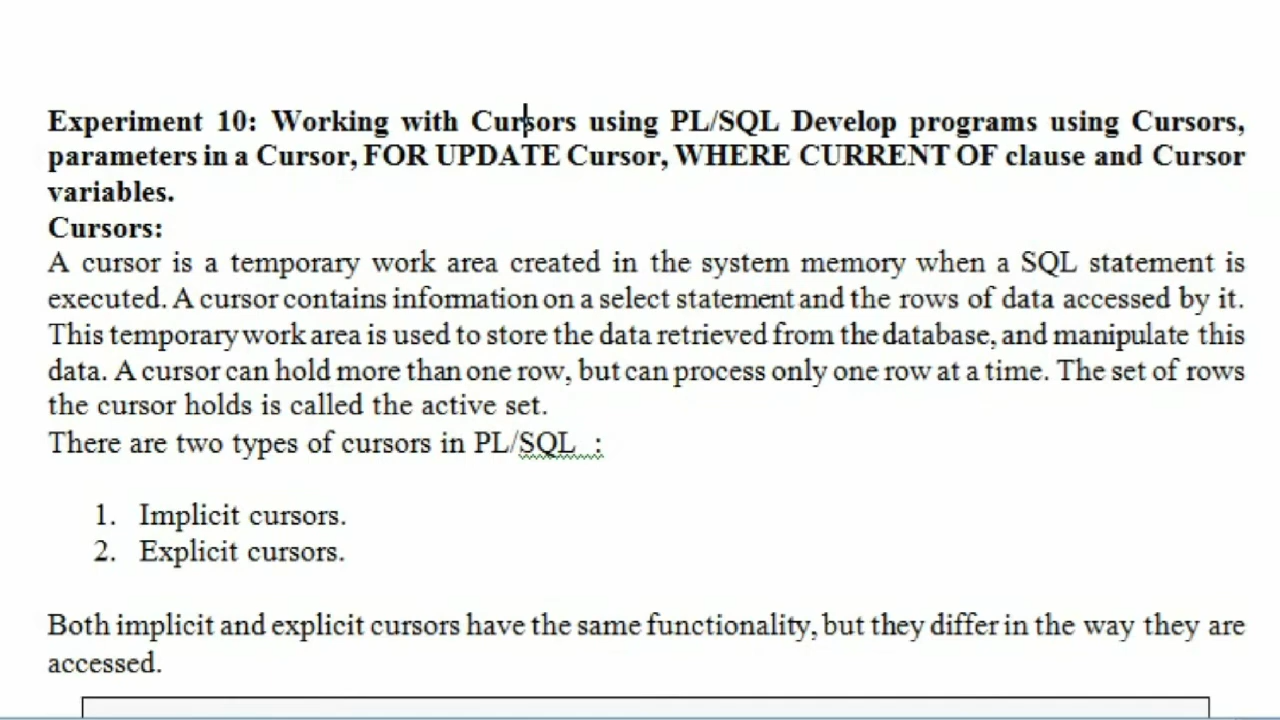 Experiment 10: Working with Cursors using PL/SQL Develop programs using Cursors,
parameters in a Cursor, FOR UPDATE Cursor, WHERE CURRENT OF clause and Cursor
variables.
Cursors:
A cursor is a temporary work area created in the system memory when a SQL statement is
executed. A cursor contains information on a select statement and the rows of data accessed by it.
This temporary work area is used to store the data retrieved from the database, and manipulate this
data. A cursor can hold more than one row, but can process only one row at a time. The set of rows
the cursor holds is called the active set.
There are two types of cursors in PL/SQL :
1. Implicit cursors.
2. Explicit cursors.
Both implicit and explicit cursors have the same functionality, but they differ in the way they are
accessed.